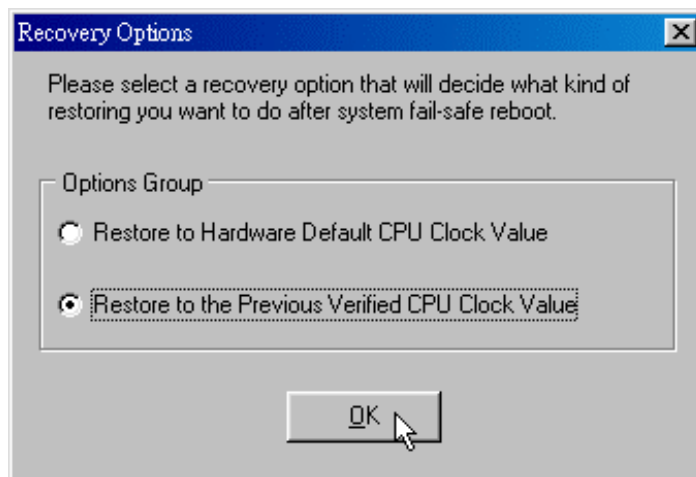 Recovery Options
Please select a recovery option that will decide what kind of
restoring you want to do after system fail-safe reboot.
Options Group
Restore to Hardware Default CPU Clock Value
Restore to the Previous Verified CPU Clock Value
OK